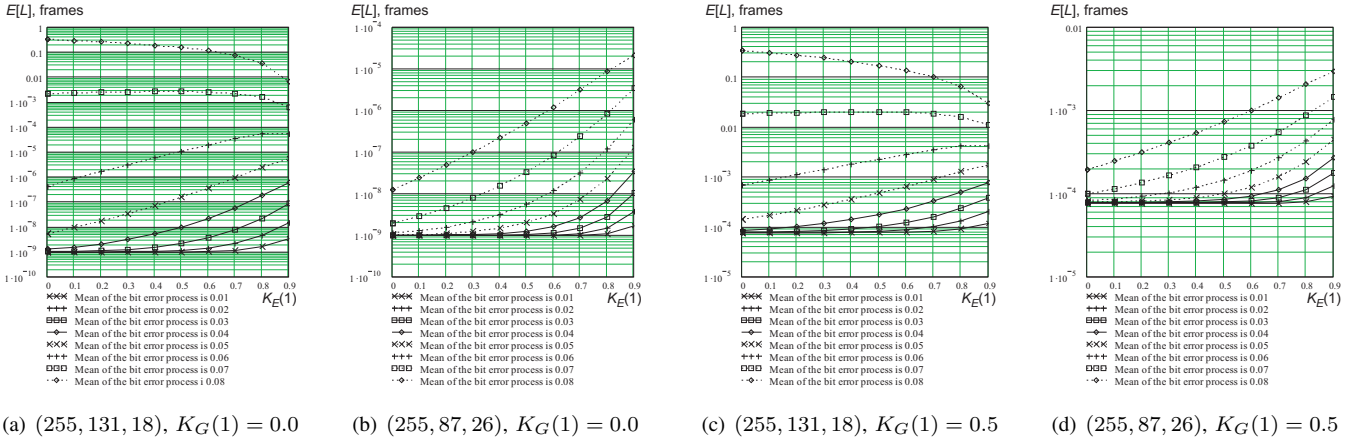 E[L], frames
1
0.1
0.01
1·10⁻³
1·10⁻⁴
1·10⁻⁵
1·10⁻⁶
1·10⁻⁷
1·10⁻⁸
1·10⁻⁹
1·10⁻¹⁰
0 0.1 0.2 0.3 0.4 0.5 0.6 0.7 0.8 0.9
K_E(1)
Mean of the bit error process is 0.01
Mean of the bit error process is 0.02
Mean of the bit error process is 0.03
Mean of the bit error process is 0.04
Mean of the bit error process is 0.05
Mean of the bit error process is 0.06
Mean of the bit error process is 0.07
Mean of the bit error process is 0.08
(a) (255, 131, 18), K_G(1) = 0.0
E[L], frames
1·10⁻⁴
1·10⁻⁵
1·10⁻⁶
1·10⁻⁷
1·10⁻⁸
1·10⁻⁹
1·10⁻¹⁰
0.0 0.1 0.2 0.3 0.4 0.5 0.6 0.7 0.8 0.9
K_E(1)
Mean of the bit error process is 0.01
Mean of the bit error process is 0.02
Mean of the bit error process is 0.03
Mean of the bit error process is 0.04
Mean of the bit error process is 0.05
Mean of the bit error process is 0.06
Mean of the bit error process is 0.07
Mean of the bit error process is 0.08
(b) (255, 87, 26), K_G(1) = 0.0
E[L], frames
1
0.1
0.01
1·10⁻³
1·10⁻⁴
1·10⁻⁵
0 0.1 0.2 0.3 0.4 0.5 0.6 0.7 0.8 0.9
K_E(1)
Mean of the bit error process is 0.01
Mean of the bit error process is 0.02
Mean of the bit error process is 0.03
Mean of the bit error process is 0.04
Mean of the bit error process is 0.05
Mean of the bit error process is 0.06
Mean of the bit error process is 0.07
Mean of the bit error process is 0.08
(c) (255, 131, 18), K_G(1) = 0.5
E[L], frames
0.01
1·10⁻³
1·10⁻⁴
1·10⁻⁵
0.0 0.1 0.2 0.3 0.4 0.5 0.6 0.7 0.8 0.9
K_E(1)
Mean of the bit error process is 0.01
Mean of the bit error process is 0.02
Mean of the bit error process is 0.03
Mean of the bit error process is 0.04
Mean of the bit error process is 0.05
Mean of the bit error process is 0.06
Mean of the bit error process is 0.07
Mean of the bit error process is 0.08
(d) (255, 87, 26), K_G(1) = 0.5